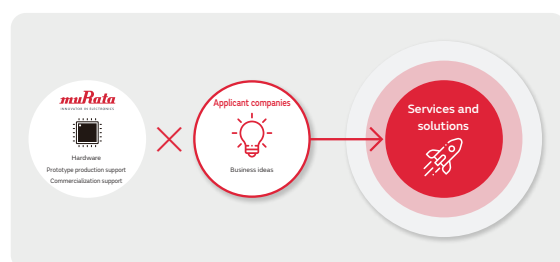 muRata
INNOVATOR IN ELECTRONICS
Hardware
Prototype production support
Commercialization support
Applicant companies
Business ideas
Services and
solutions